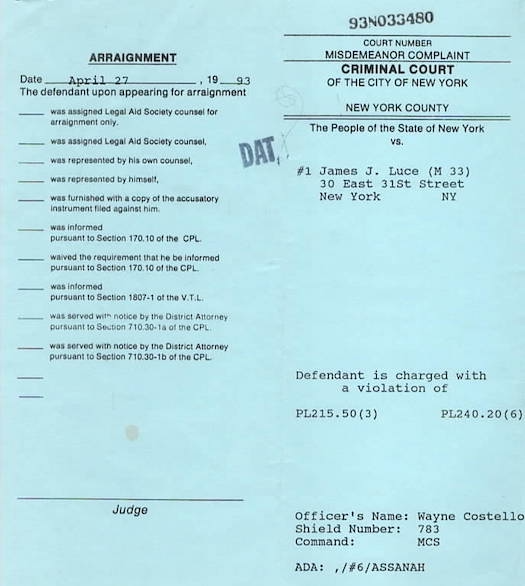 ARRAIGNMENT
Date April 27, 1993
The defendant upon appearing for arraignment
was assigned Legal Aid Society counsel for
arraignment only.
was assigned Legal Aid Society counsel,
was represented by his own counsel,
was represented by himself,
was furnished with a copy of the accusatory
instrument filed against him.
was informed
pursuant to Section 170.10 of the CPL.
waived the requirement that he be informed
pursuant to Section 170.10 of the CPL.
was informed
pursuant to Section 1807-1 of the V.T.L.
was served with notice by the District Attorney
pursuant to Section 710.30-1a of the CPL.
was served with notice by the District Attorney
pursuant to Section 710.30-1b of the CPL.
Judge
DAT
93N033480
COURT NUMBER
MISDEMEANOR COMPLAINT
CRIMINAL COURT
OF THE CITY OF NEW YORK
NEW YORK COUNTY
The People of the State of New York
vs.
#1 James J. Luce (M 33)
30 East 31St Street
New York NY
Defendant is charged with
a violation of
PL215.50(3) PL240.20(6)
Officer's Name: Wayne Costello
Shield Number: 783
Command: MCS
ADA: ,/#6/ASSANAH